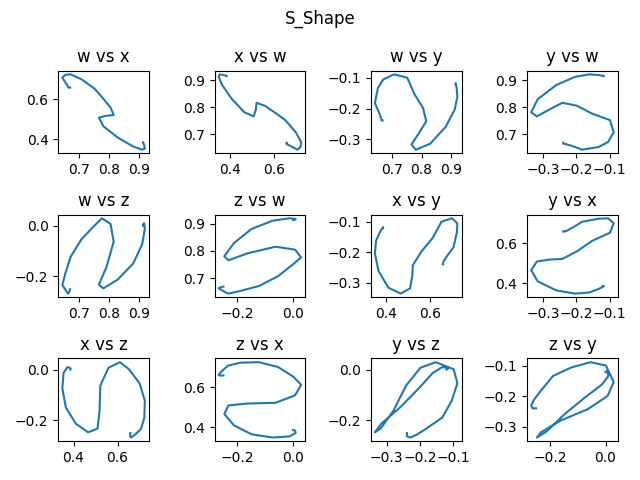 S_Shape
w vs x
x vs w
w vs y
y vs w
0.6
0.4
0.7 0.8 0.9
0.9
0.8
0.7
0.4 0.6
−0.1
−0.2
−0.3
0.7 0.8 0.9
0.9
0.8
0.7
−0.3 −0.2 −0.1
w vs z
z vs w
x vs y
y vs x
0.0
−0.2
0.7 0.8 0.9
0.9
0.8
0.7
−0.2 0.0
−0.1
−0.2
−0.3
0.4 0.6
0.6
0.4
−0.3 −0.2 −0.1
x vs z
z vs x
y vs z
z vs y
0.0
−0.2
0.4 0.6
0.6
0.4
−0.2 0.0
0.0
−0.2
−0.3 −0.2 −0.1
−0.1
−0.2
−0.3
−0.2 0.0